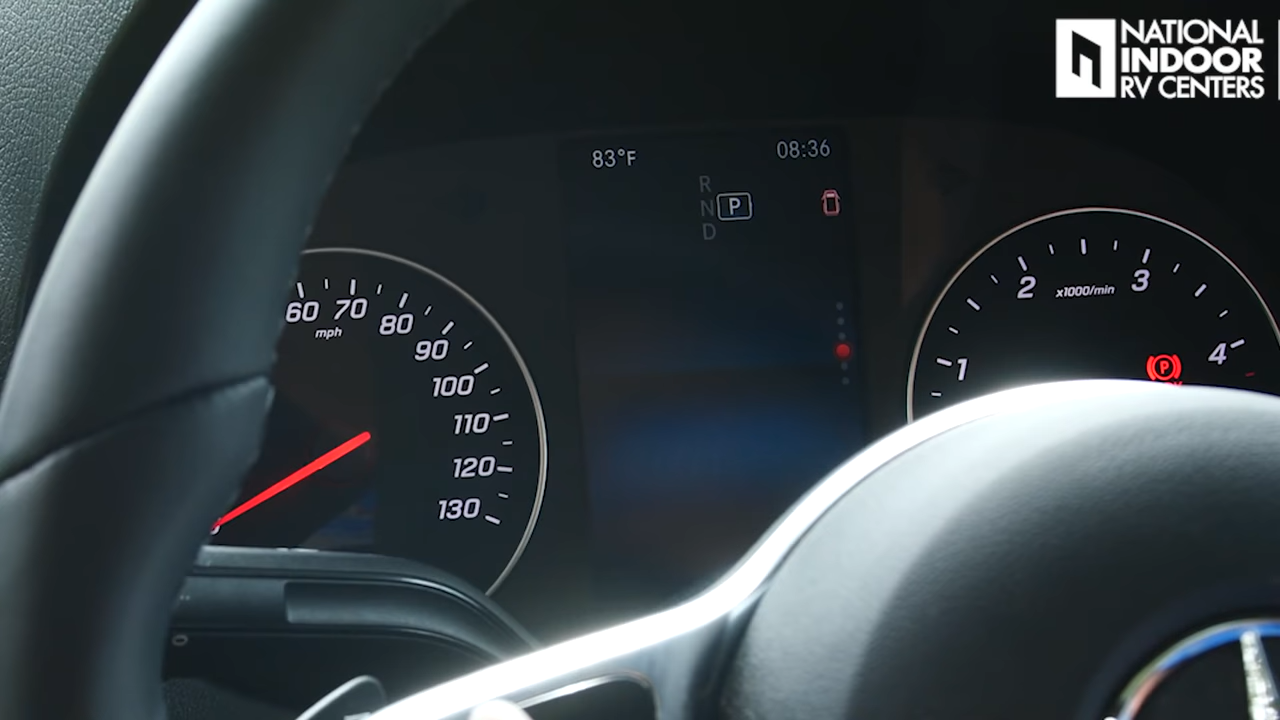 NATIONAL
INDOOR
RV CENTERS
83°F
08:36
R
N
P
D
60
70
80
90
100
110
120
130
mph
1
2
3
4
x1000/min
P